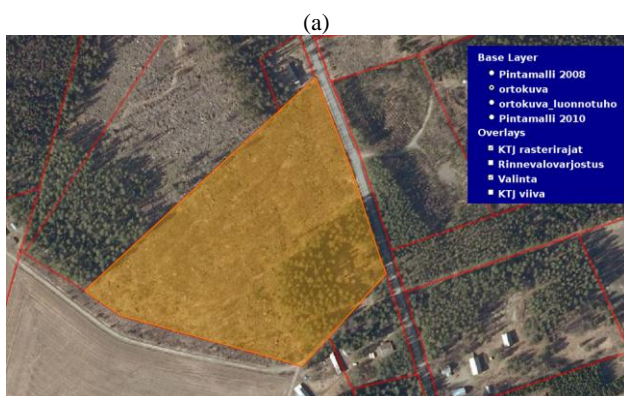 (a)
Base Layer
Pintamalli 2008
ortokuva
ortokuva_luonnotuho
Pintamalli 2010
Overlays
KTJ rasterirajat
Rinnevalovarjostus
Valinta
KTJ viiva